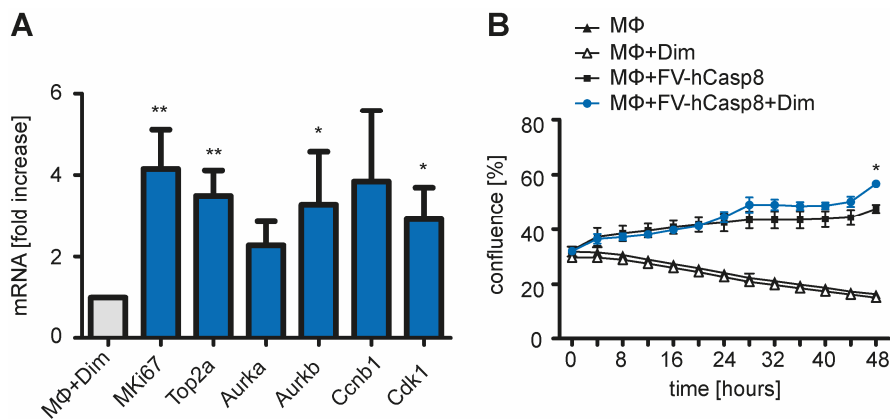 A
mRNA [fold increase]
6
4
2
0
** ** * *
MΦ+Dim MKi67 Top2a Aurka Aurkb Ccnb1 Cdk1
B
MΦ
MΦ+Dim
MΦ+FV-hCasp8
MΦ+FV-hCasp8+Dim
confluence [%]
80
60
40
20
0
*
0 8 16 24 32 40 48
time [hours]